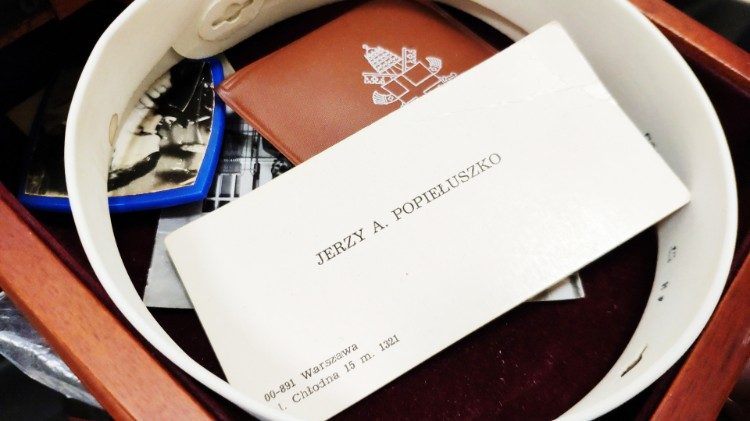 JERZY A. POPIEŁUSZKO
00-891 Warszawa
l. Chłodna 15 m. 1321